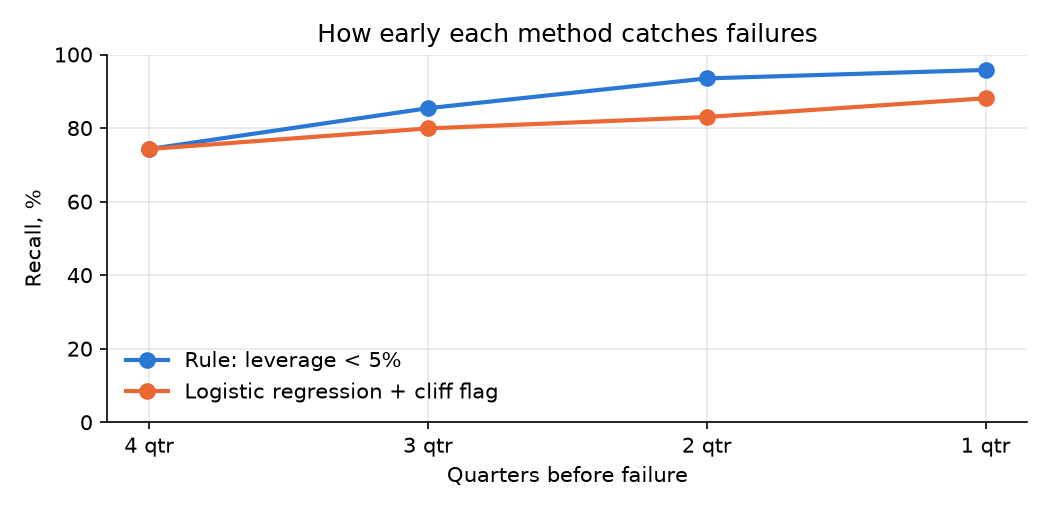 How early each method catches failures
100
80
60
40
20
0
Recall, %
Rule: leverage < 5%
Logistic regression + cliff flag
4 qtr
3 qtr
2 qtr
1 qtr
Quarters before failure